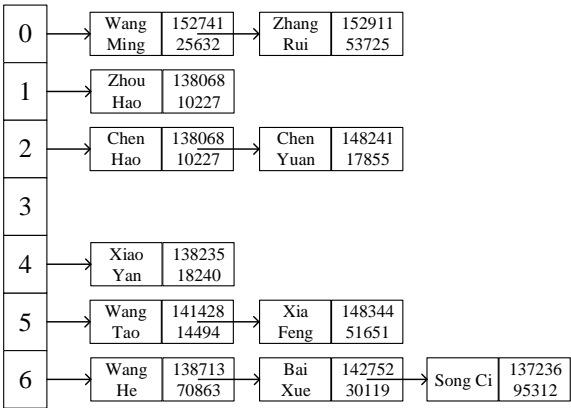 0
Wang
Ming
152741
25632
Zhang
Rui
152911
53725
1
Zhou
Hao
138068
10227
2
Chen
Hao
138068
10227
Chen
Yuan
148241
17855
3
4
Xiao
Yan
138235
18240
5
Wang
Tao
141428
14494
Xia
Feng
148344
51651
6
Wang
He
138713
70863
Bai
Xue
142752
30119
Song Ci
137236
95312